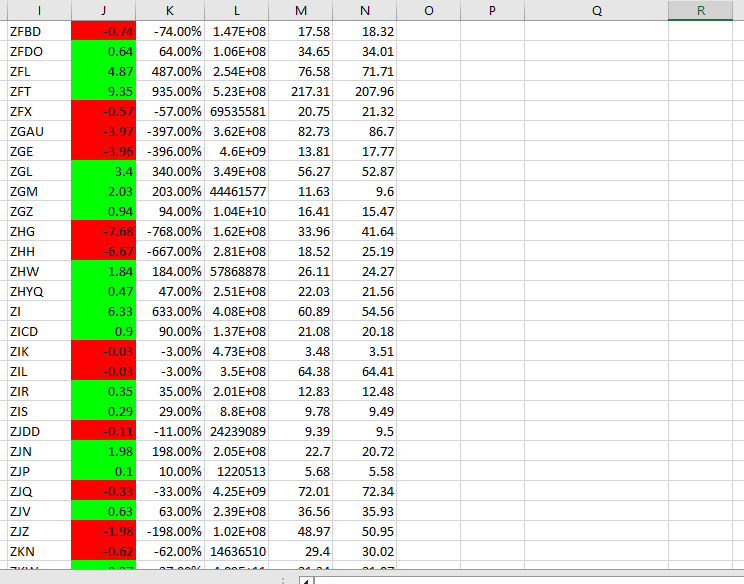 I J K L M N O P Q R
ZFBD -0.74 -74.00% 1.47E+08 17.58 18.32
ZFDO 0.64 64.00% 1.06E+08 34.65 34.01
ZFL 4.87 487.00% 2.54E+08 76.58 71.71
ZFT 9.35 935.00% 5.23E+08 217.31 207.96
ZFX -0.57 -57.00% 69535581 20.75 21.32
ZGAU -3.97 -397.00% 3.62E+08 82.73 86.7
ZGE -3.96 -396.00% 4.6E+09 13.81 17.77
ZGL 3.4 340.00% 3.49E+08 56.27 52.87
ZGM 2.03 203.00% 44461577 11.63 9.6
ZGZ 0.94 94.00% 1.04E+10 16.41 15.47
ZHG -7.68 -768.00% 1.62E+08 33.96 41.64
ZHH -6.67 -667.00% 2.81E+08 18.52 25.19
ZHW 1.84 184.00% 57868878 26.11 24.27
ZHYQ 0.47 47.00% 2.51E+08 22.03 21.56
ZI 6.33 633.00% 4.08E+08 60.89 54.56
ZICD 0.9 90.00% 1.37E+08 21.08 20.18
ZIK -0.03 -3.00% 4.73E+08 3.48 3.51
ZIL -0.03 -3.00% 3.5E+08 64.38 64.41
ZIR 0.35 35.00% 2.01E+08 12.83 12.48
ZIS 0.29 29.00% 8.8E+08 9.78 9.49
ZJDD -0.11 -11.00% 24239089 9.39 9.5
ZJN 1.98 198.00% 2.05E+08 22.7 20.72
ZJP 0.1 10.00% 1220513 5.68 5.58
ZJQ -0.33 -33.00% 4.25E+09 72.01 72.34
ZJV 0.63 63.00% 2.39E+08 36.56 35.93
ZJZ -1.98 -198.00% 1.02E+08 48.97 50.95
ZKN -0.62 -62.00% 14636510 29.4 30.02